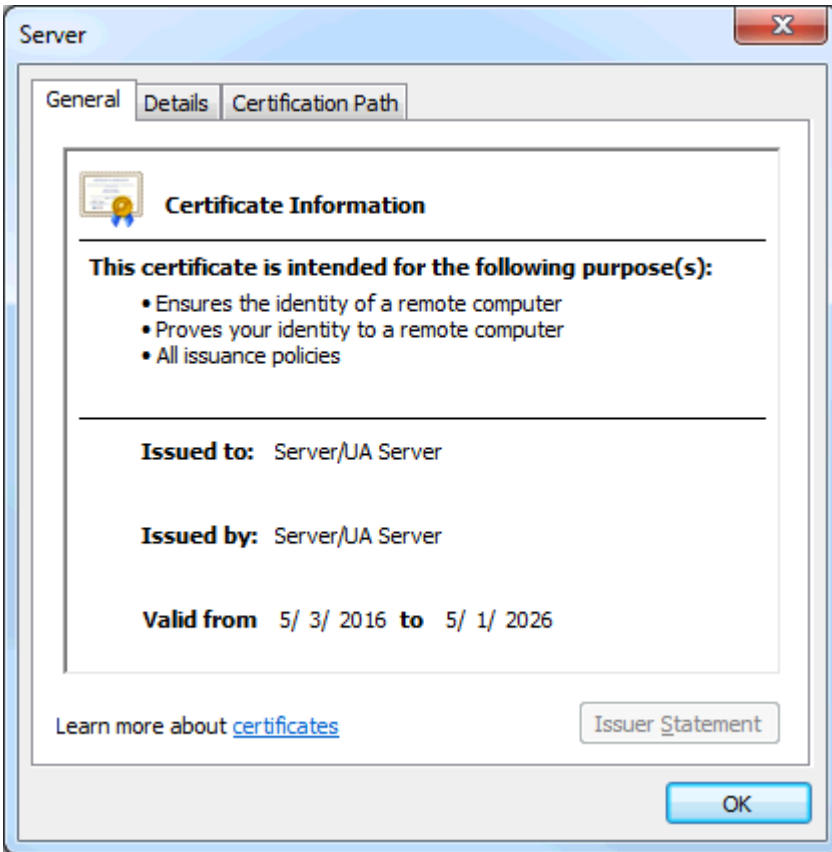 Server
General
Details
Certification Path
Certificate Information
This certificate is intended for the following purpose(s):
• Ensures the identity of a remote computer
• Proves your identity to a remote computer
• All issuance policies
Issued to: Server/UA Server
Issued by: Server/UA Server
Valid from 5/ 3/ 2016 to 5/ 1/ 2026
Learn more about certificates
Issuer Statement
OK